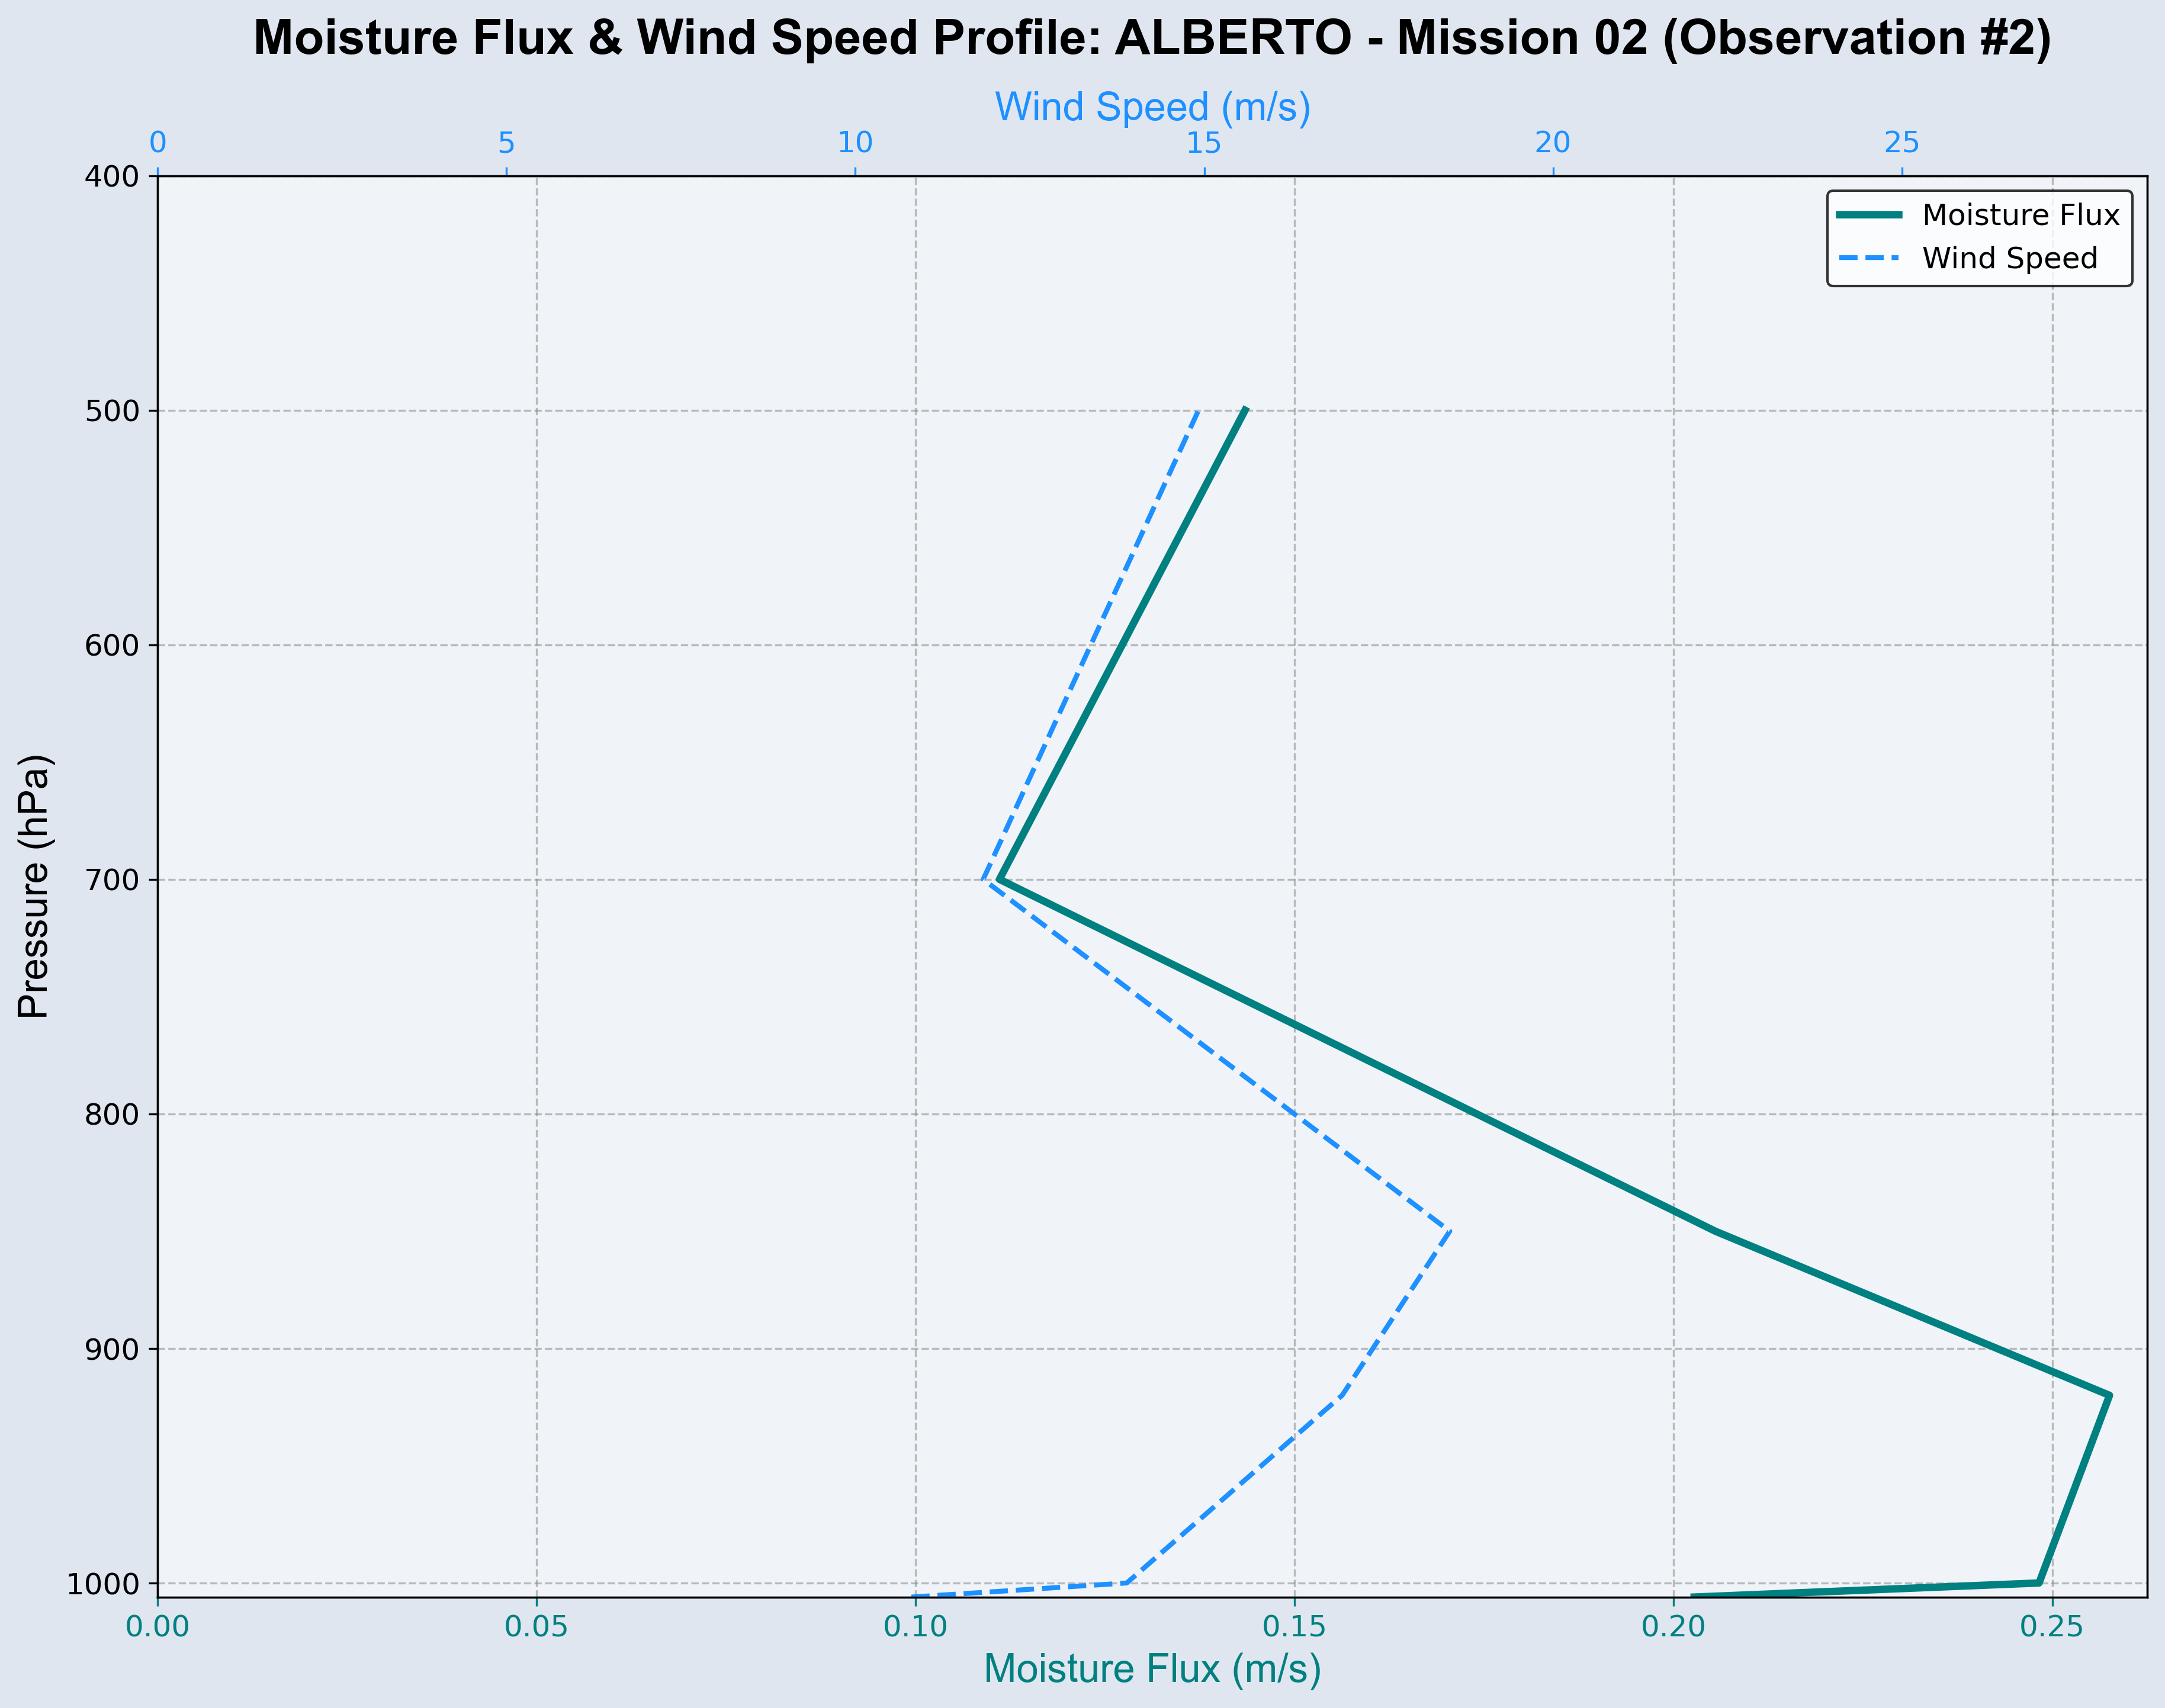 Moisture Flux & Wind Speed Profile: ALBERTO - Mission 02 (Observation #2)
Wind Speed (m/s)
0 5 10 15 20 25
Moisture Flux
Wind Speed
Pressure (hPa)
400
500
600
700
800
900
1000
0.00 0.05 0.10 0.15 0.20 0.25
Moisture Flux (m/s)